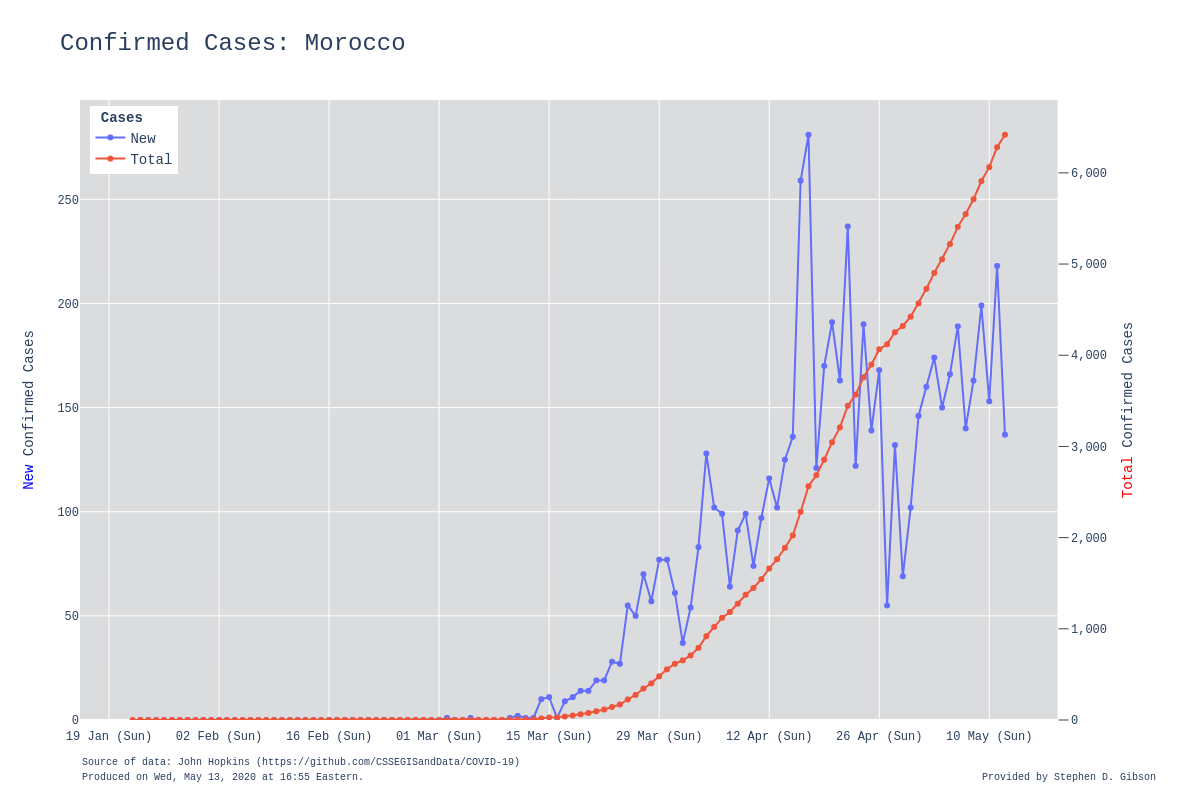 Confirmed Cases: Morocco
Cases
New
Total
250
200
150
100
50
0
6,000
5,000
4,000
3,000
2,000
1,000
0
New Confirmed Cases
Total Confirmed Cases
19 Jan (Sun)
02 Feb (Sun)
16 Feb (Sun)
01 Mar (Sun)
15 Mar (Sun)
29 Mar (Sun)
12 Apr (Sun)
26 Apr (Sun)
10 May (Sun)
Source of data: John Hopkins (https://github.com/CSSEGISandData/COVID-19)
Produced on Wed, May 13, 2020 at 16:55 Eastern.
Provided by Stephen D. Gibson